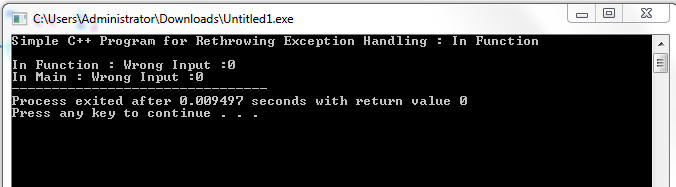 C:\Users\Administrator\Downloads\Untitled1.exe
Simple C++ Program for Rethrowing Exception Handling : In Function
In Function : Wrong Input :0
In Main : Wrong Input :0
--------------------------------
Process exited after 0.009497 seconds with return value 0
Press any key to continue . . .